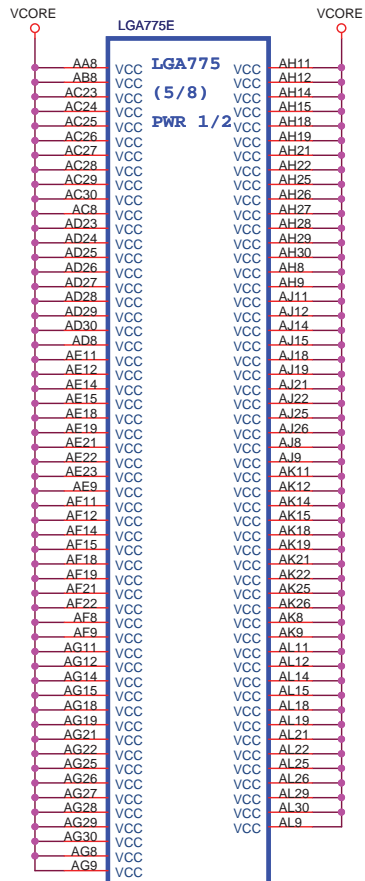 VCORE VCORE
LGA775E
AA8 VCC LGA775 VCC AH11
AB8 VCC VCC AH12
AC23 VCC (5/8) VCC AH14
AC24 VCC VCC AH15
AC25 VCC PWR 1/2 VCC AH18
AC26 VCC VCC AH19
AC27 VCC VCC AH21
AC28 VCC VCC AH22
AC29 VCC VCC AH25
AC30 VCC VCC AH26
AC8 VCC VCC AH27
AD23 VCC VCC AH28
AD24 VCC VCC AH29
AD25 VCC VCC AH30
AD26 VCC VCC AH8
AD27 VCC VCC AH9
AD28 VCC VCC AJ11
AD29 VCC VCC AJ12
AD30 VCC VCC AJ14
AD8 VCC VCC AJ15
AE11 VCC VCC AJ18
AE12 VCC VCC AJ19
AE14 VCC VCC AJ21
AE15 VCC VCC AJ22
AE18 VCC VCC AJ25
AE19 VCC VCC AJ26
AE21 VCC VCC AJ8
AE22 VCC VCC AJ9
AE23 VCC VCC AK11
AE9 VCC VCC AK12
AF11 VCC VCC AK14
AF12 VCC VCC AK15
AF14 VCC VCC AK18
AF15 VCC VCC AK19
AF18 VCC VCC AK21
AF19 VCC VCC AK22
AF21 VCC VCC AK25
AF22 VCC VCC AK26
AF8 VCC VCC AK8
AF9 VCC VCC AK9
AG11 VCC VCC AL11
AG12 VCC VCC AL12
AG14 VCC VCC AL14
AG15 VCC VCC AL15
AG18 VCC VCC AL18
AG19 VCC VCC AL19
AG21 VCC VCC AL21
AG22 VCC VCC AL22
AG25 VCC VCC AL25
AG26 VCC VCC AL26
AG27 VCC VCC AL29
AG28 VCC VCC AL30
AG29 VCC VCC AL9
AG30 VCC
AG8 VCC
AG9 VCC